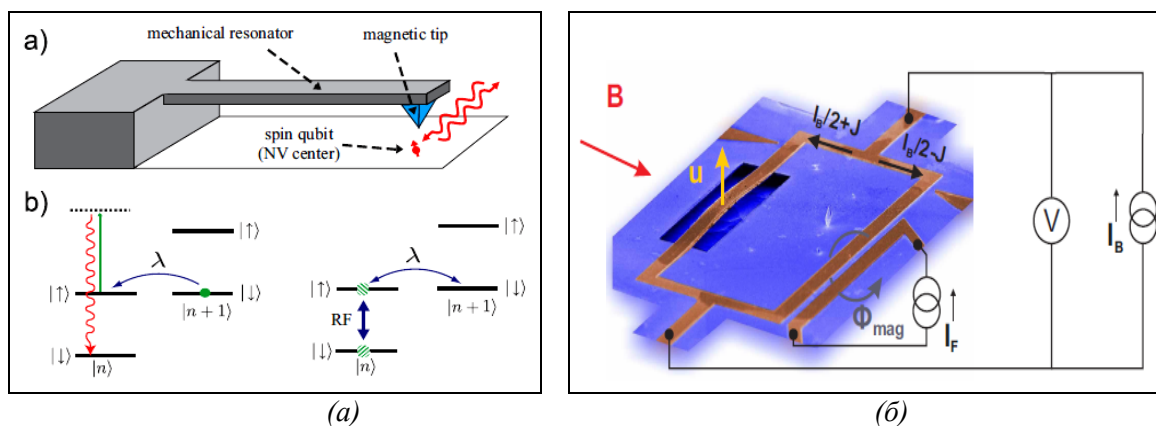 a)
mechanical resonator
magnetic tip
spin qubit
(NV center)
b)
|↑⟩
λ
|↑⟩
|↓⟩
|n + 1⟩
|↓⟩
|n⟩
|↑⟩
λ
|↑⟩
|↓⟩
|n + 1⟩
RF
|↓⟩
|n⟩
(а)
B
u
I_B/2+J
I_B/2-J
Φ_mag
I_F
V
I_B
(б)